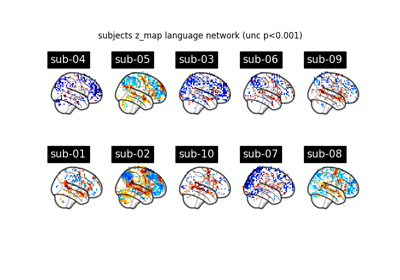 subjects z_map language network (unc p<0.001)
sub-04 sub-05 sub-03 sub-06 sub-09
sub-01 sub-02 sub-10 sub-07 sub-08